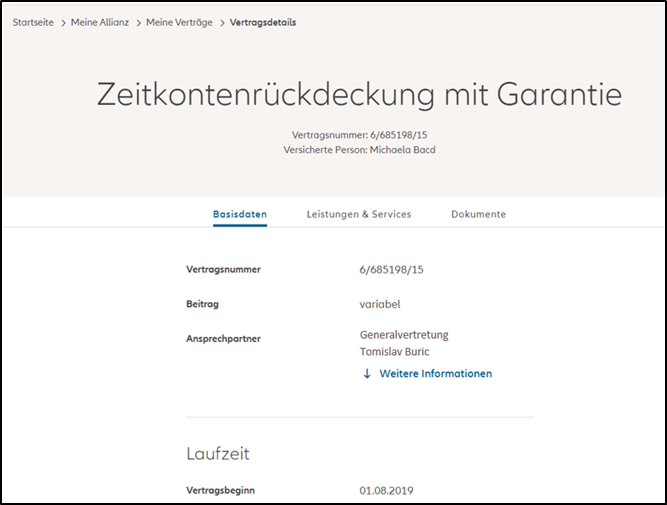 Startseite > Meine Allianz > Meine Verträge > Vertragsdetails
Zeitkontenrückdeckung mit Garantie
Vertragsnummer: 6/685198/15
Versicherte Person: Michaela Bacd
Basisdaten Leistungen & Services Dokumente
Vertragsnummer 6/685198/15
Beitrag variabel
Ansprechpartner Generalvertretung
Tomislav Buric
↓ Weitere Informationen
Laufzeit
Vertragsbeginn 01.08.2019